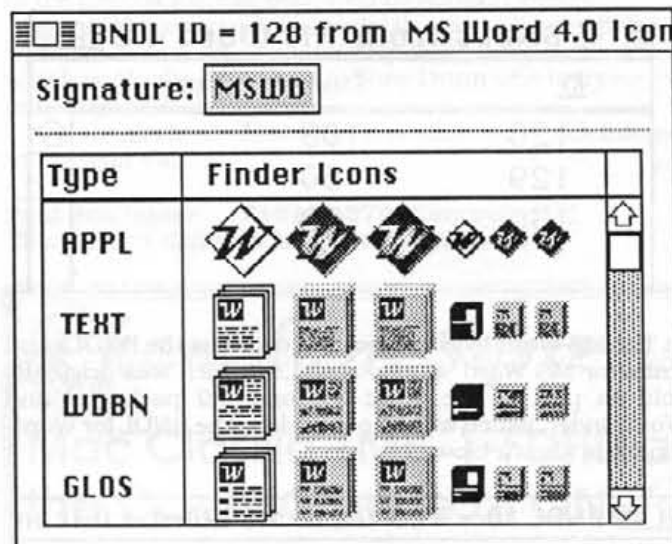 BNDL ID = 128 from MS Word 4.0 Icon
Signature: MSWD
Type Finder Icons
APPL
TEXT
WDBN
GLOS